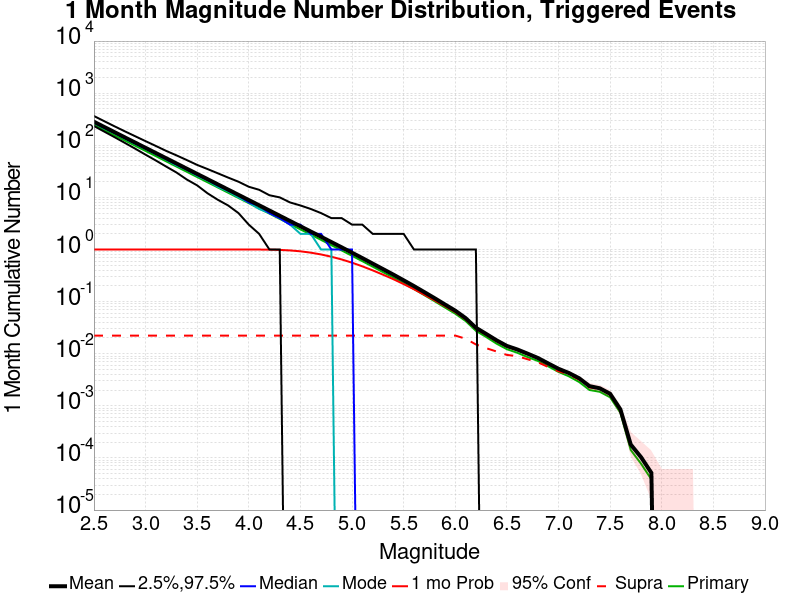 1 Month Magnitude Number Distribution, Triggered Events
10^4
10^3
10^2
10^1
10^0
10^-1
10^-2
10^-3
10^-4
10^-5
1 Month Cumulative Number
2.5 3.0 3.5 4.0 4.5 5.0 5.5 6.0 6.5 7.0 7.5 8.0 8.5 9.0
Magnitude
Mean 2.5%,97.5% Median Mode 1 mo Prob 95% Conf Supra Primary